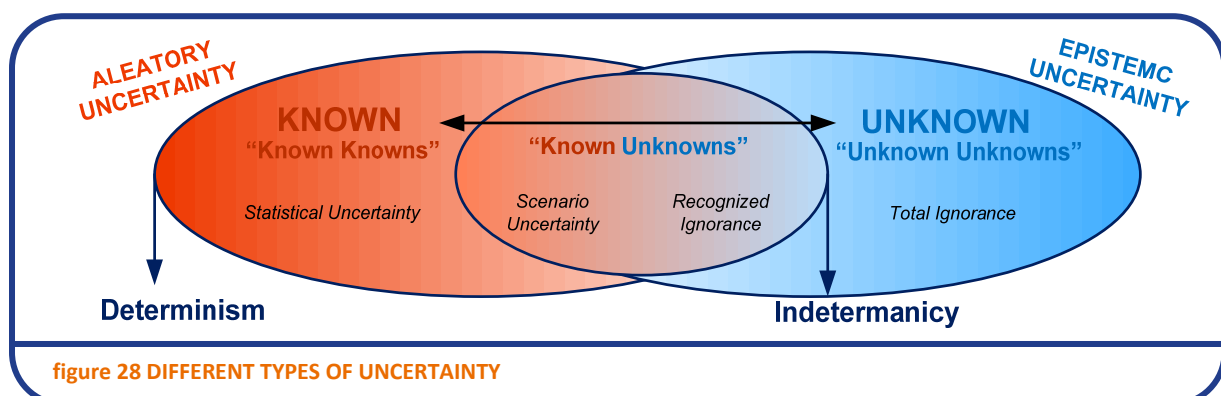 ALEATORY
UNCERTAINTY
EPISTEMC
UNCERTAINTY
KNOWN
“Known Knowns”
“Known Unknowns”
UNKNOWN
“Unknown Unknowns”
Statistical Uncertainty
Scenario
Uncertainty
Recognized
Ignorance
Total Ignorance
Determinism
Indetermanicy
figure 28 DIFFERENT TYPES OF UNCERTAINTY